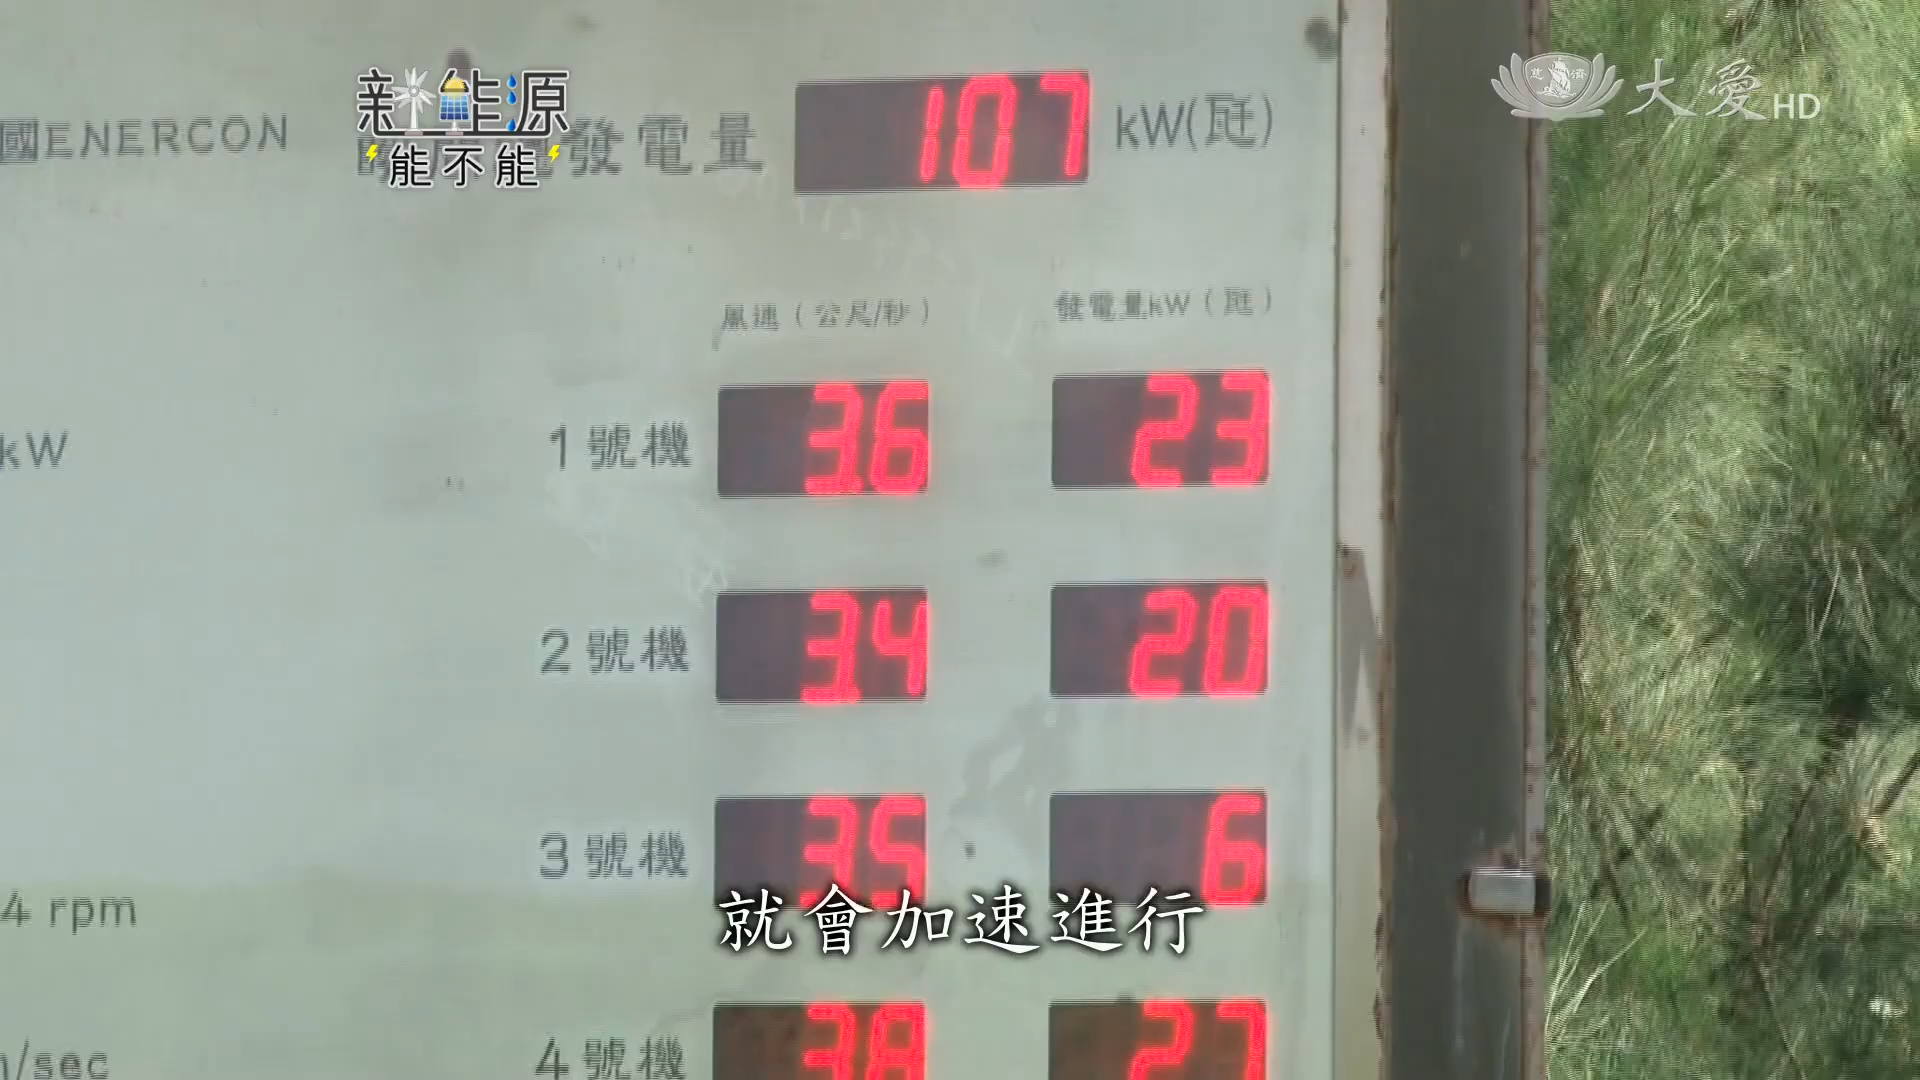 新能源
能不能
大愛HD
國ENERCON
發電量 107 kW(瓩)
風速（公尺/秒） 發電量kW（瓩）
kW
1號機 3.6 23
2號機 3.4 20
3號機 3.5 6
4 rpm
就會加速進行
/sec
4號機 38 27